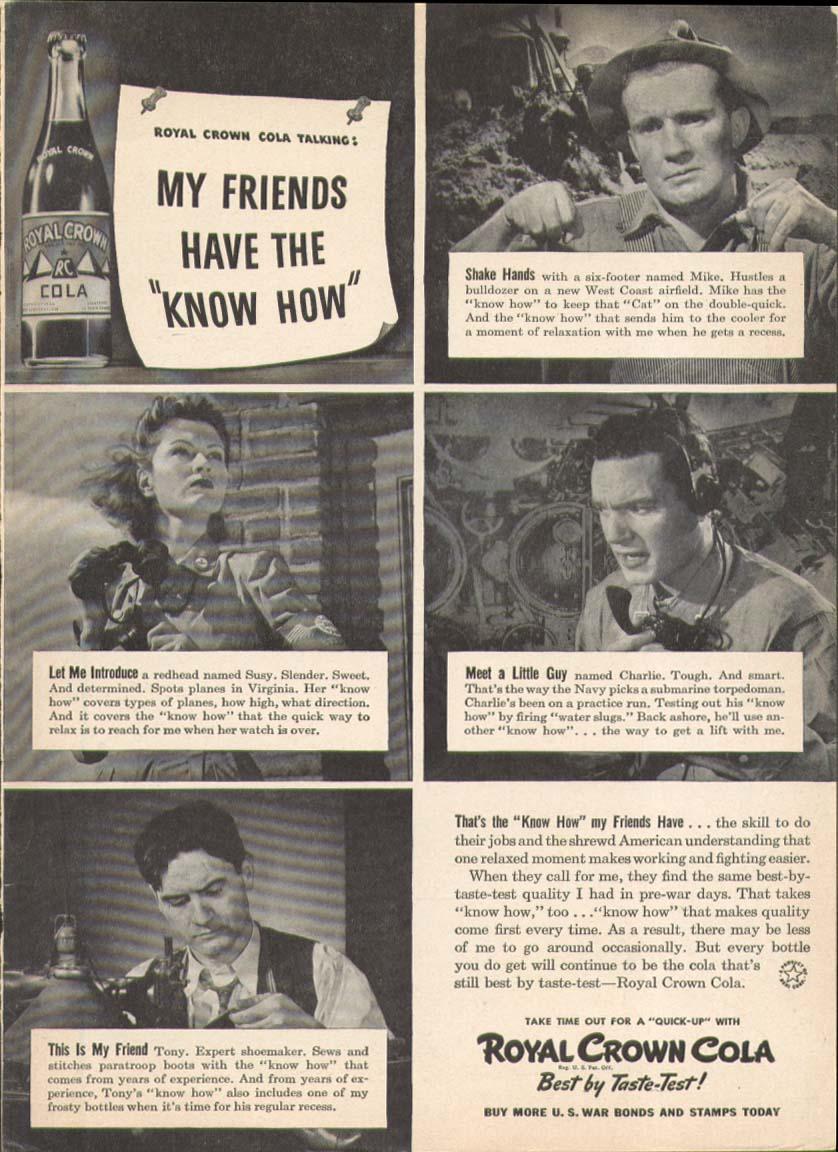 ROYAL CROWN
ROYAL CROWN
RC
COLA
ROYAL CROWN COLA TALKING:
MY FRIENDS
HAVE THE
"KNOW HOW"
Shake Hands with a six-footer named Mike. Hustles a
bulldozer on a new West Coast airfield. Mike has the
"know how" to keep that "Cat" on the double-quick.
And the "know how" that sends him to the cooler for
a moment of relaxation with me when he gets a recess.
Let Me Introduce a redhead named Susy. Slender. Sweet.
And determined. Spots planes in Virginia. Her "know
how" covers types of planes, how high, what direction.
And it covers the "know how" that the quick way to
relax is to reach for me when her watch is over.
Meet a Little Guy named Charlie. Tough. And smart.
That's the way the Navy picks a submarine torpedoman.
Charlie's been on a practice run. Testing out his "know
how" by firing "water slugs." Back ashore, he'll use an-
other "know how"... the way to get a lift with me.
This Is My Friend Tony. Expert shoemaker. Sews and
stitches paratroop boots with the "know how" that
comes from years of experience. And from years of ex-
perience, Tony's "know how" also includes one of my
frosty bottles when it's time for his regular recess.
That's the "Know How" my Friends Have . . . the skill to do
their jobs and the shrewd American understanding that
one relaxed moment makes working and fighting easier.
When they call for me, they find the same best-by-
taste-test quality I had in pre-war days. That takes
"know how," too . . . "know how" that makes quality
come first every time. As a result, there may be less
of me to go around occasionally. But every bottle
you do get will continue to be the cola that's
still best by taste-test—Royal Crown Cola.
TAKE TIME OUT FOR A "QUICK-UP" WITH
ROYAL CROWN COLA
Reg. U. S. Pat. Off.
Best by Taste-Test!
BUY MORE U. S. WAR BONDS AND STAMPS TODAY